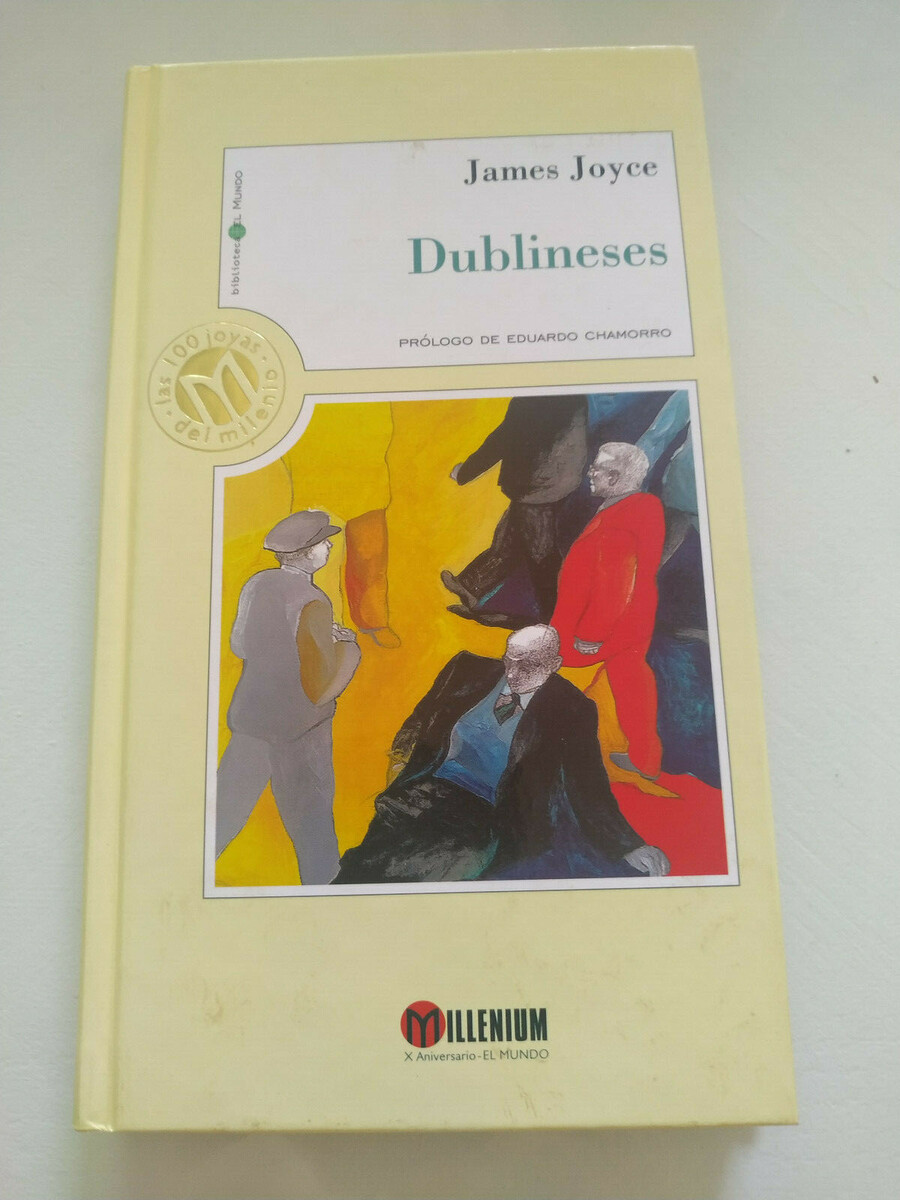 James Joyce
Dublineses
PRÓLOGO DE EDUARDO CHAMORRO
biblioteca EL MUNDO
· las 100 joyas ·
del milenio
M
MILLENIUM
X Aniversario - EL MUNDO